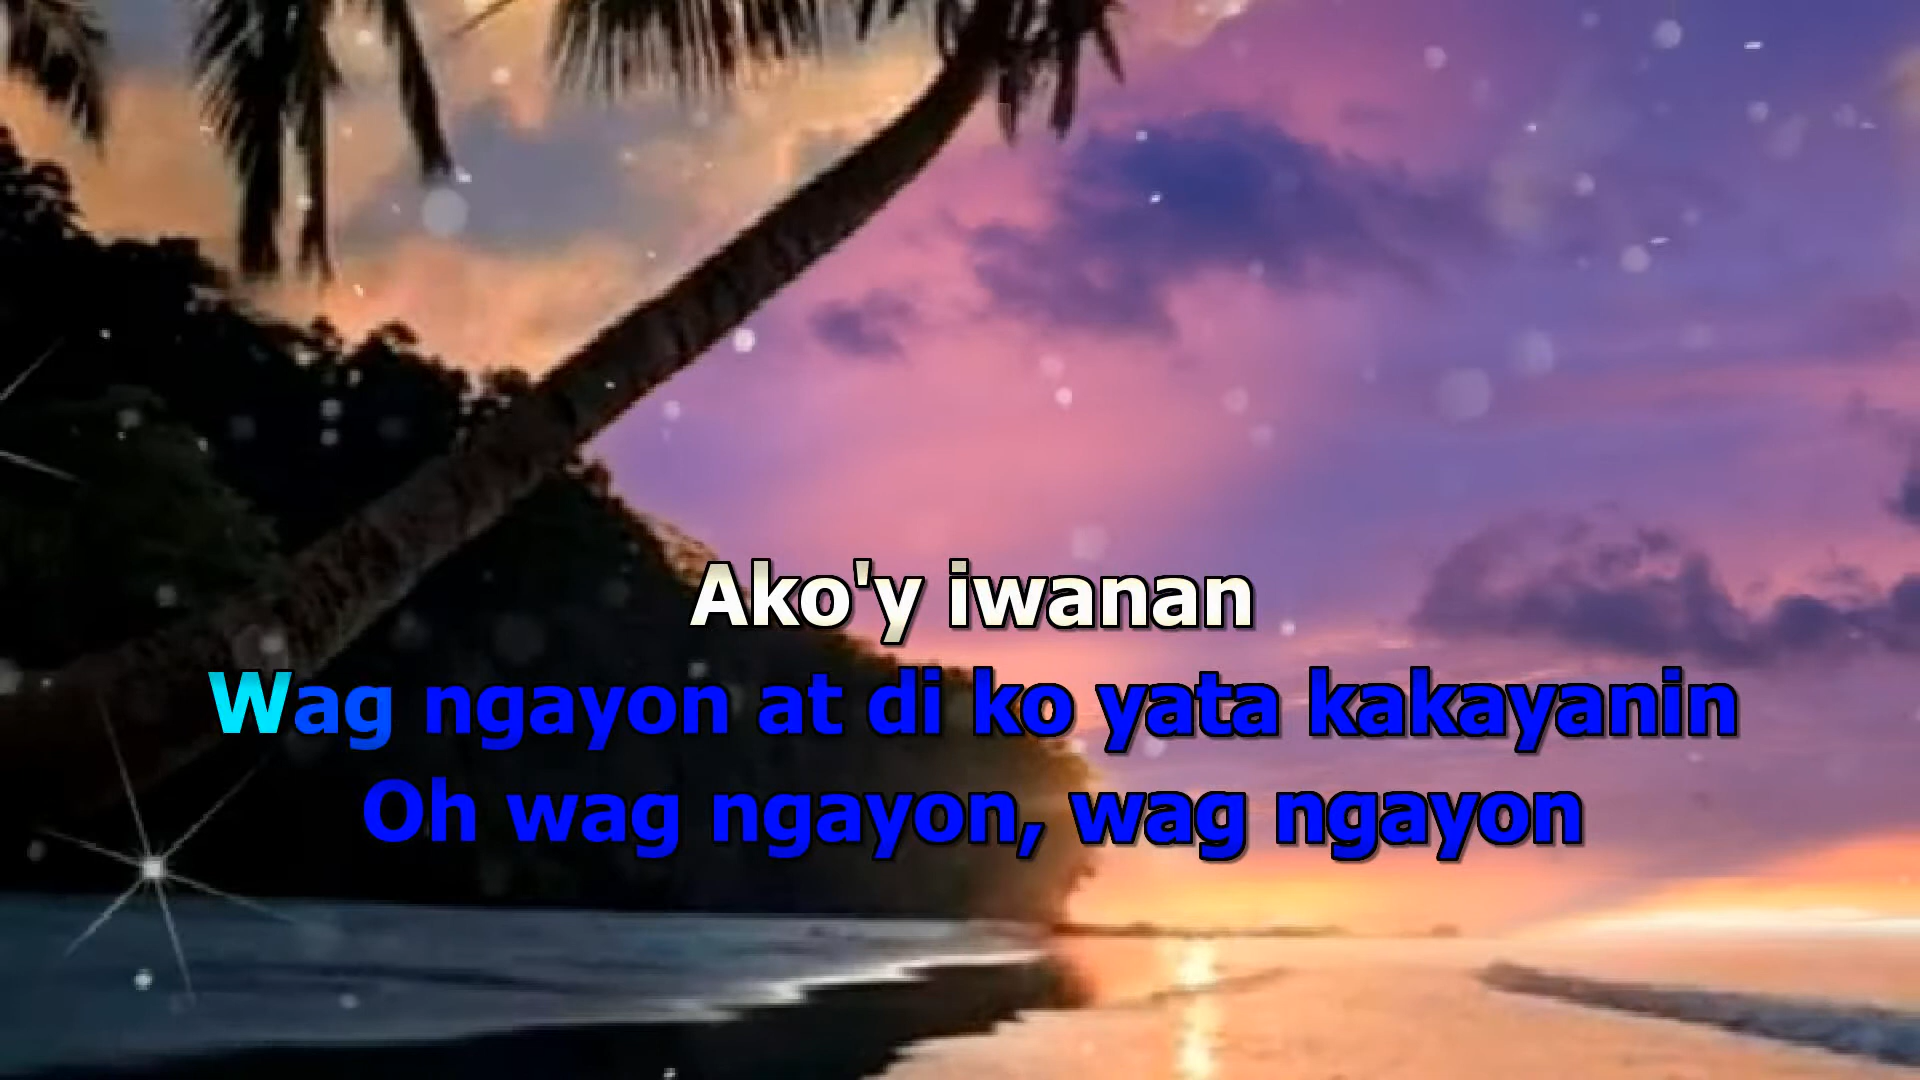 Ako'y iwanan
Wag ngayon at di ko yata kakayanin
Oh wag ngayon, wag ngayon